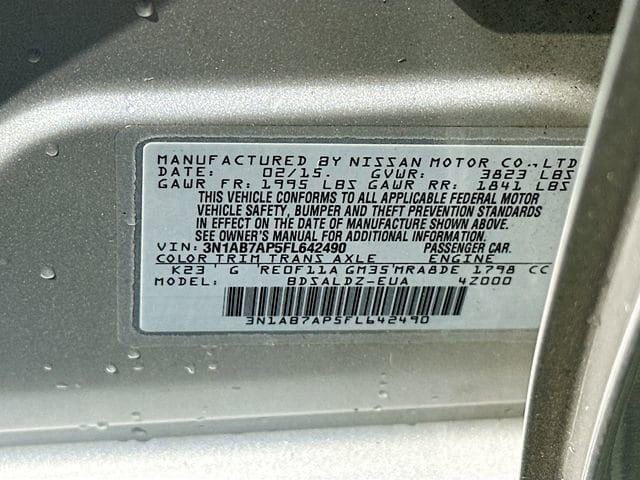 MANUFACTURED BY NISSAN MOTOR CO.,LTD
DATE: 02/15. GVWR: 3823 LBS
GAWR FR: 1995 LBS GAWR RR: 1841 LBS
THIS VEHICLE CONFORMS TO ALL APPLICABLE FEDERAL MOTOR
VEHICLE SAFETY, BUMPER AND THEFT PREVENTION STANDARDS
IN EFFECT ON THE DATE OF MANUFACTURE SHOWN ABOVE.
SEE OWNER'S MANUAL FOR ADDITIONAL INFORMATION.
VIN: 3N1AB7AP5FL642490 PASSENGER CAR.
COLOR TRIM TRANS AXLE ENGINE
K23 ' G 'RE0F11A GM35'MRA8DE 1798 CC
MODEL: BDSALDZ-EUA 4Z000
3N1AB7AP5FL642490